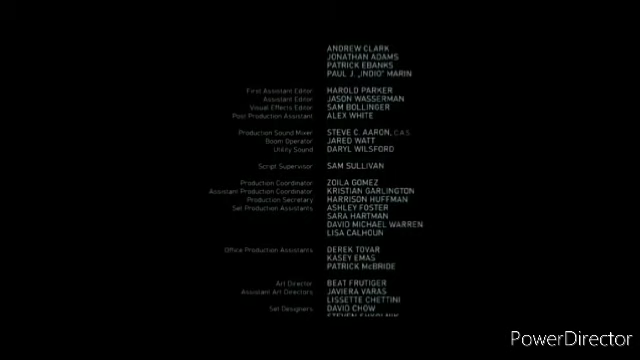 ANDREW CLARK
JONATHAN ADAMS
PATRICK EBANKS
PAUL J. „INDIO" MARIN
First Assistant Editor HAROLD PARKER
Assistant Editor JASON WASSERMAN
Visual Effects Editor SAM BOLLINGER
Post Production Assistant ALEX WHITE
Production Sound Mixer STEVE C. AARON, C.A.S.
Boom Operator JARED WATT
Utility Sound DARYL WILSFORD
Script Supervisor SAM SULLIVAN
Production Coordinator ZOILA GOMEZ
Assistant Production Coordinator KRISTIAN GARLINGTON
Production Secretary HARRISON HUFFMAN
Set Production Assistants ASHLEY FOSTER
SARA HARTMAN
DAVID MICHAEL WARREN
LISA CALHOUN
Office Production Assistants DEREK TOVAR
KASEY EMAS
PATRICK McBRIDE
Art Director BEAT FRUTIGER
Assistant Art Directors JAVIERA VARAS
LISSETTE CHETTINI
Set Designers DAVID CHOW
PowerDirector